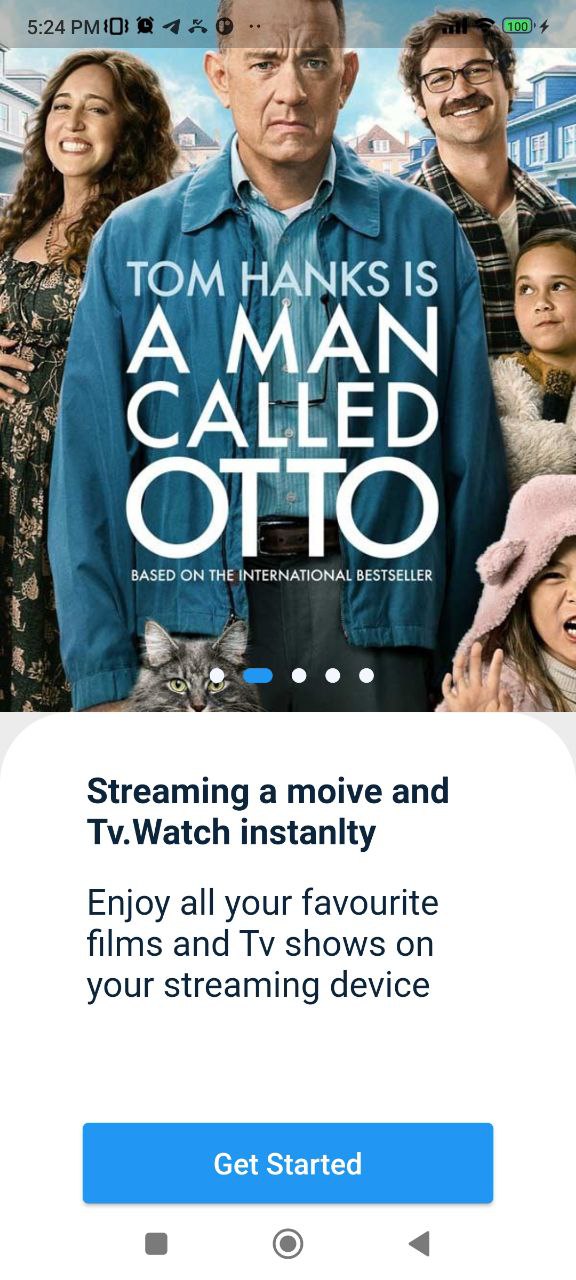 5:24 PM
100
TOM HANKS IS
A MAN
CALLED
OTTO
BASED ON THE INTERNATIONAL BESTSELLER
Streaming a moive and
Tv.Watch instanlty
Enjoy all your favourite
films and Tv shows on
your streaming device
Get Started